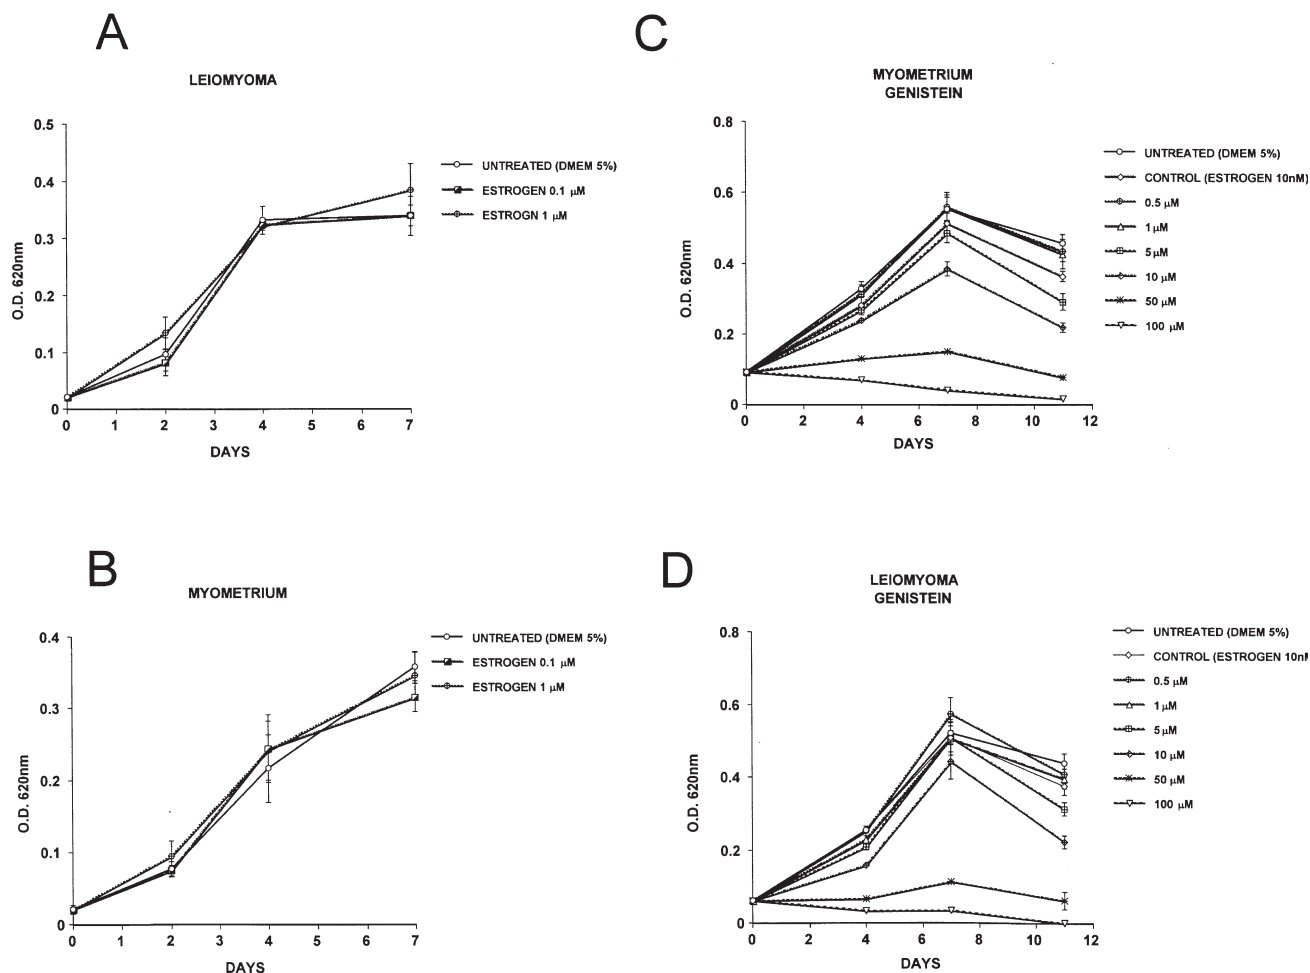 A
LEIOMYOMA
0.5
0.4
0.3
0.2
0.1
0
O.D. 620nm
0 1 2 3 4 5 6 7
DAYS
UNTREATED (DMEM 5%)
ESTROGEN 0.1 µM
ESTROGN 1 µM
B
MYOMETRIUM
0.4
0.3
0.2
0.1
0
O.D. 620nm
0 1 2 3 4 5 6 7
DAYS
UNTREATED (DMEM 5%)
ESTROGEN 0.1 µM
ESTROGEN 1 µM
C
MYOMETRIUM
GENISTEIN
0.8
0.6
0.4
0.2
0
O.D. 620nm
0 2 4 6 8 10 12
DAYS
UNTREATED (DMEM 5%)
CONTROL (ESTROGEN 10nM)
0.5 µM
1 µM
5 µM
10 µM
50 µM
100 µM
D
LEIOMYOMA
GENISTEIN
0.8
0.6
0.4
0.2
0
O.D. 620nm
0 2 4 6 8 10 12
DAYS
UNTREATED (DMEM 5%)
CONTROL (ESTROGEN 10nM
0.5 µM
1 µM
5 µM
10 µM
50 µM
100 µM